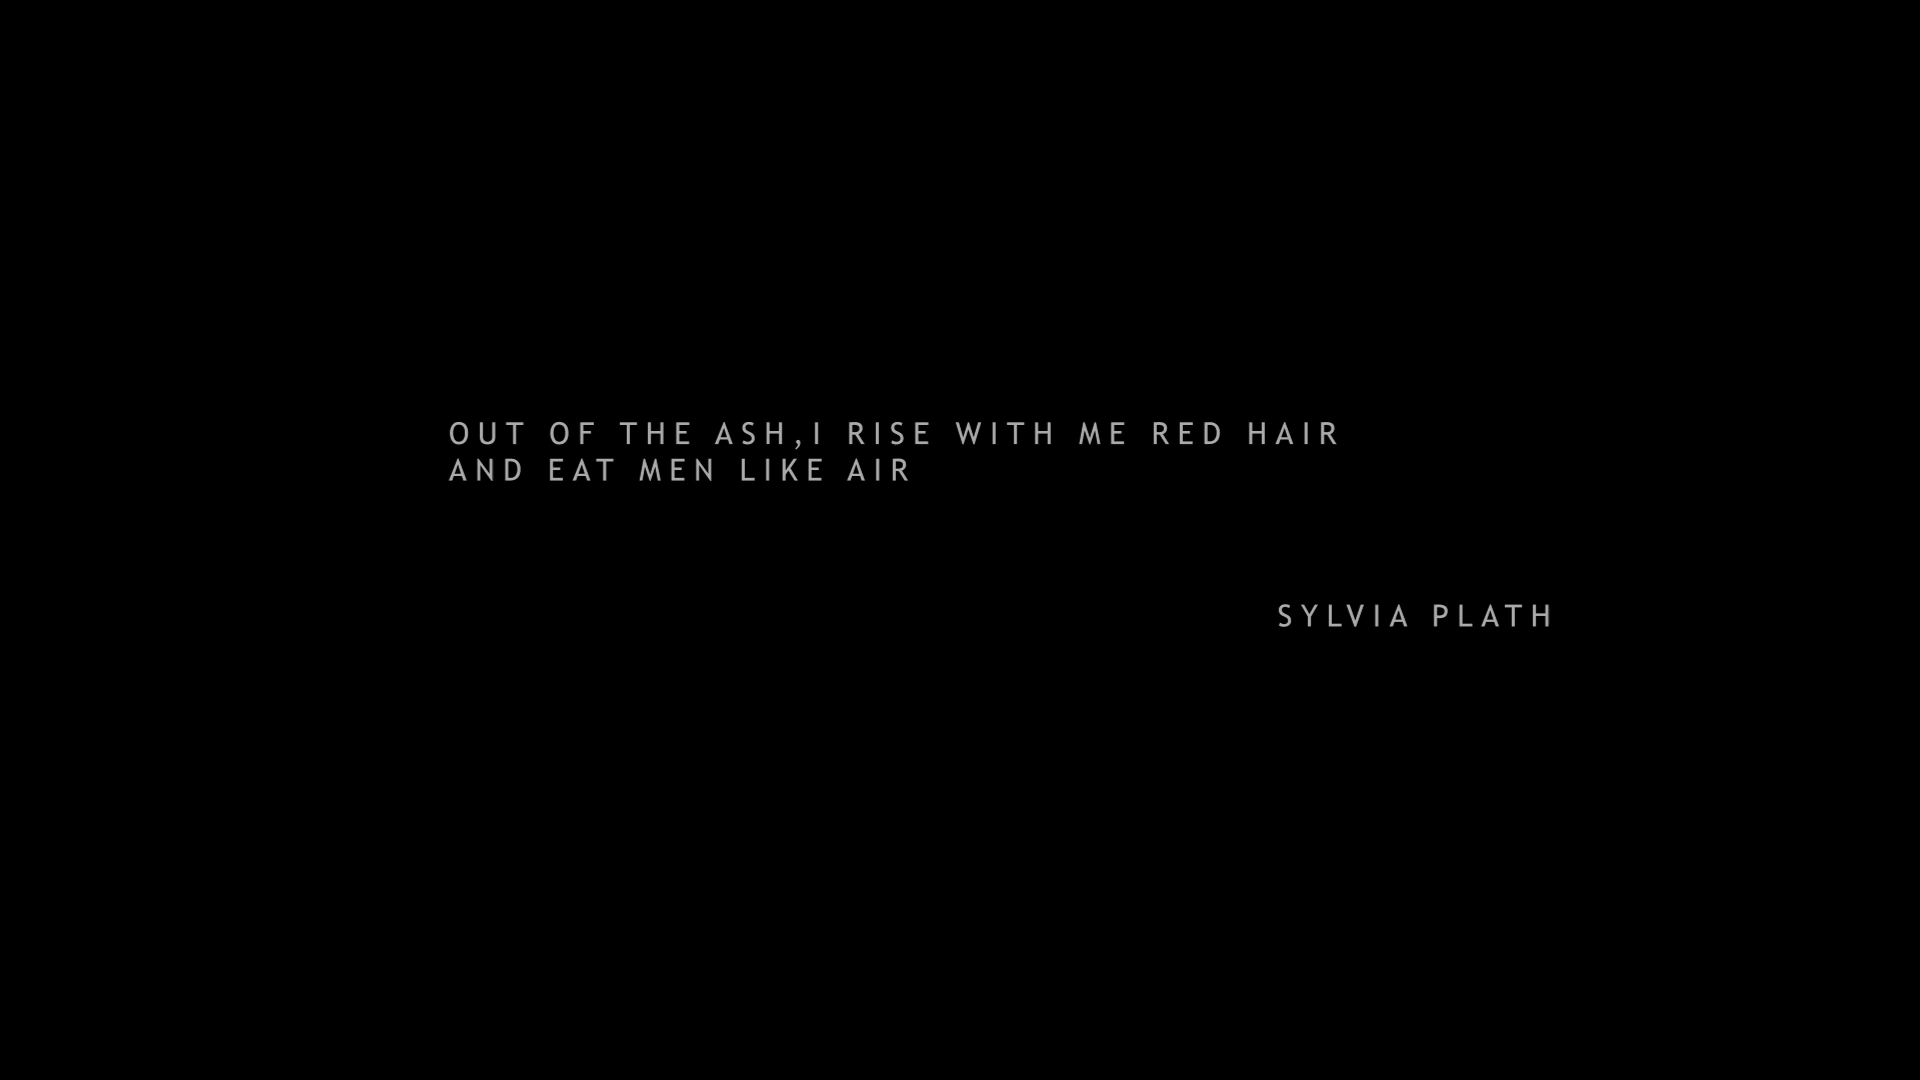 OUT OF THE ASH,I RISE WITH ME RED HAIR
AND EAT MEN LIKE AIR
SYLVIA PLATH